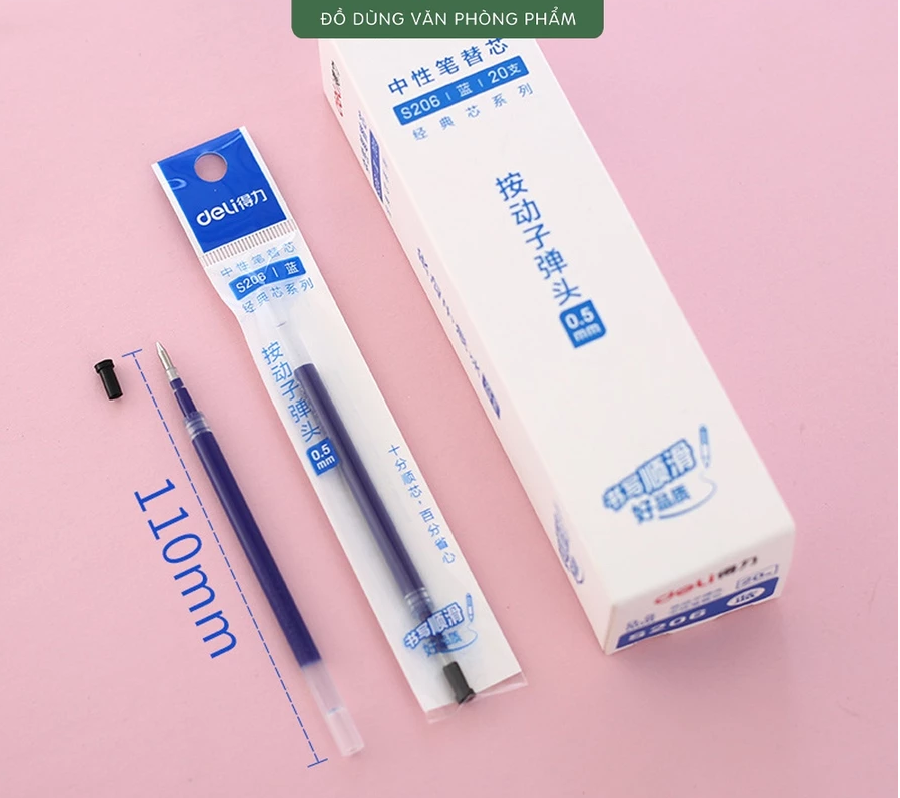 ĐỒ DÙNG VĂN PHÒNG PHẨM
中性笔替芯
S206 | 蓝 | 20支
经典芯系列
按动子弹头
0.5
mm
书写顺滑
好品质
deli得力
S206
蓝
deli得力
中性笔替芯
S206 | 蓝
经典芯系列
按动子弹头
0.5
mm
十分顺芯,百分省心
书写顺滑
好品质
110mm